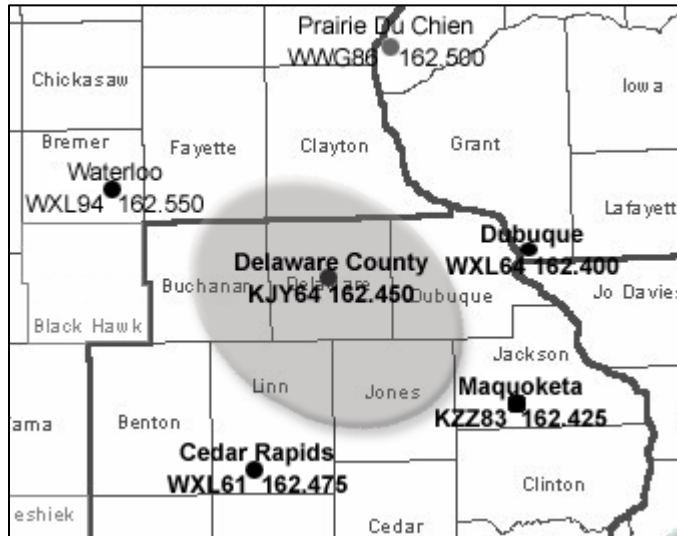 Prairie Du Chien
WWG86 162.500
Chickasaw
Iowa
Bremer
Fayette
Clayton
Grant
Waterloo
WXL94 162.550
Lafayett
Dubuque
WXL64 162.400
Delaware County
KJY64 162.450
Buchanan
Delaware
Dubuque
Jo Davies
Black Hawk
Jackson
Linn
Jones
Maquoketa
KZZ83 162.425
ama
Benton
Cedar Rapids
WXL61 162.475
Clinton
eshiek
Cedar